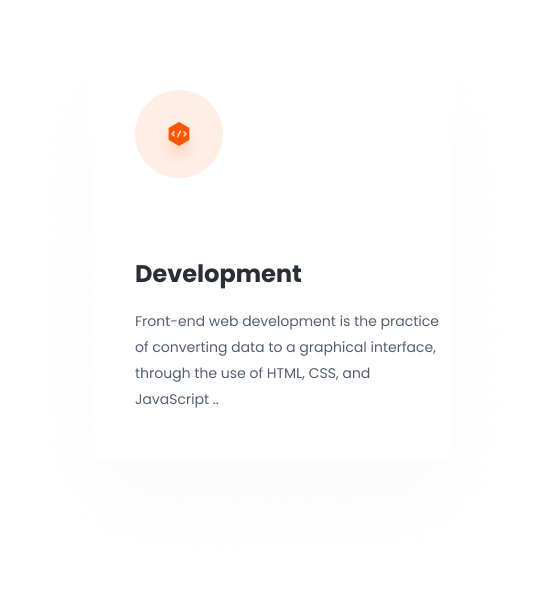 Development
Front-end web development is the practice
of converting data to a graphical interface,
through the use of HTML, CSS, and
JavaScript ..